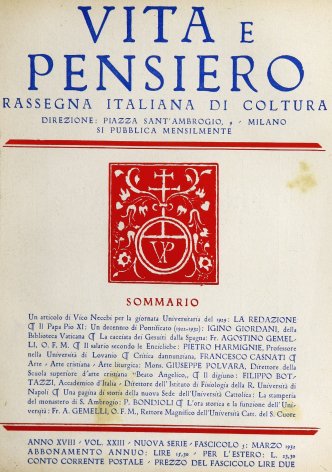 VITA E
PENSIERO
RASSEGNA ITALIANA DI COLTURA
DIREZIONE: PIAZZA SANT'AMBROGIO, 9 - MILANO
SI PUBBLICA MENSILMENTE
VP
SOMMARIO
Un articolo di Vico Necchi per la giornata Universitaria del 1925: LA REDAZIONE
¶ Il Papa Pio XI: Un decennio di Pontificato (1922-1932): IGINO GIORDANI, della
Biblioteca Vaticana ¶ La cacciata dei Gesuiti dalla Spagna: Fr. AGOSTINO GEMEL-
LI, O. F. M. ¶ Il salario secondo le Encicliche: PIETRO HARMIGNIE, Professore
nella Università di Lovanio ¶ Critica dannunziana, FRANCESCO CASNATI ¶
Arte - Arte cristiana - Arte liturgica: Mons. GIUSEPPE POLVARA, Direttore della
Scuola superiore d'arte cristiana "Beato Angelico„ ¶ Il digiuno: FILIPPO BOT-
TAZZI, Accademico d'Italia - Direttore dell'Istituto di Fisiologia della R. Università di
Napoli ¶ Una pagina di storia della nuova Sede dell'Università Cattolica: La stamperia
del monastero di S. Ambrogio: P. BONDIOLI ¶ L'ora storica e la funzione dell'Uni-
versità: Fr. A. GEMELLI, O. F. M., Rettore Magnifico dell'Università Catt. del S. Cuore
ANNO XVIII - VOL. XXIII - NUOVA SERIE - FASCICOLO 3: MARZO 1932
ABBONAMENTO ANNUO: LIRE 15,30 - PER L'ESTERO: L. 25,30
CONTO CORRENTE POSTALE - PREZZO DEL FASCICOLO LIRE DUE